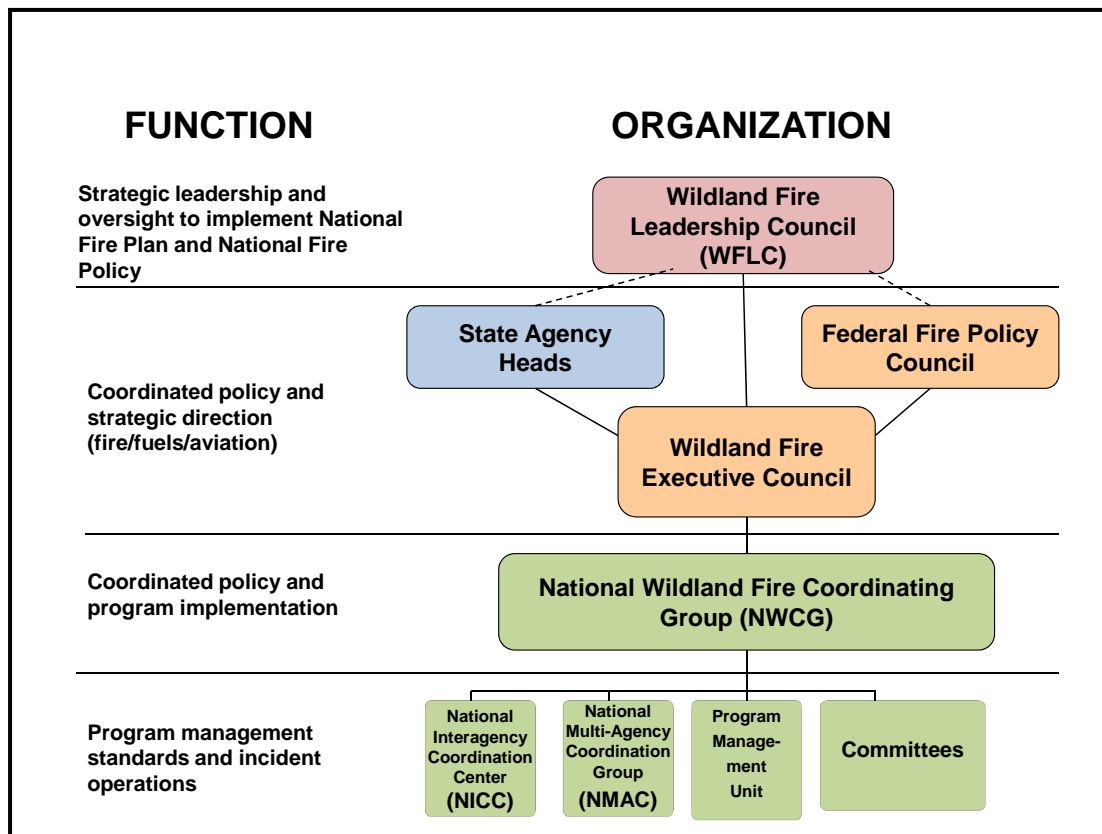 FUNCTION
ORGANIZATION
Strategic leadership and
oversight to implement National
Fire Plan and National Fire
Policy
Wildland Fire
Leadership Council
(WFLC)
State Agency
Heads
Federal Fire Policy
Council
Coordinated policy and
strategic direction
(fire/fuels/aviation)
Wildland Fire
Executive Council
Coordinated policy and
program implementation
National Wildland Fire Coordinating
Group (NWCG)
Program management
standards and incident
operations
National
Interagency
Coordination
Center
(NICC)
National
Multi-Agency
Coordination
Group
(NMAC)
Program
Manage-
ment
Unit
Committees